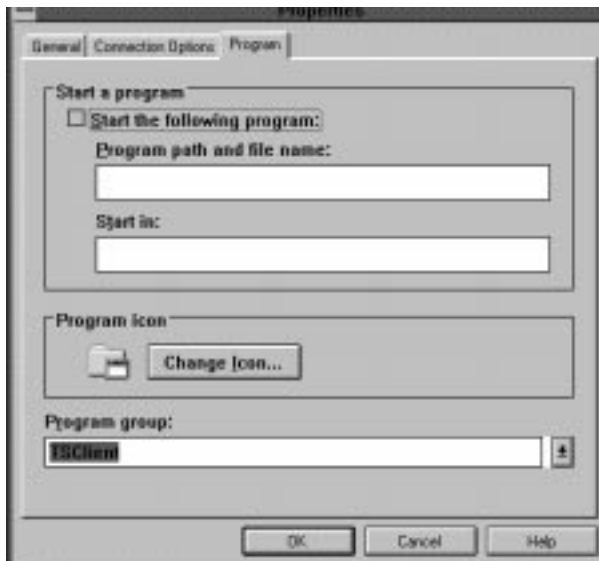 Properties
General Connection Options Program
Start a program
Start the following program:
Program path and file name:
Start in:
Program icon
Change Icon...
Program group:
TSClient
OK Cancel Help